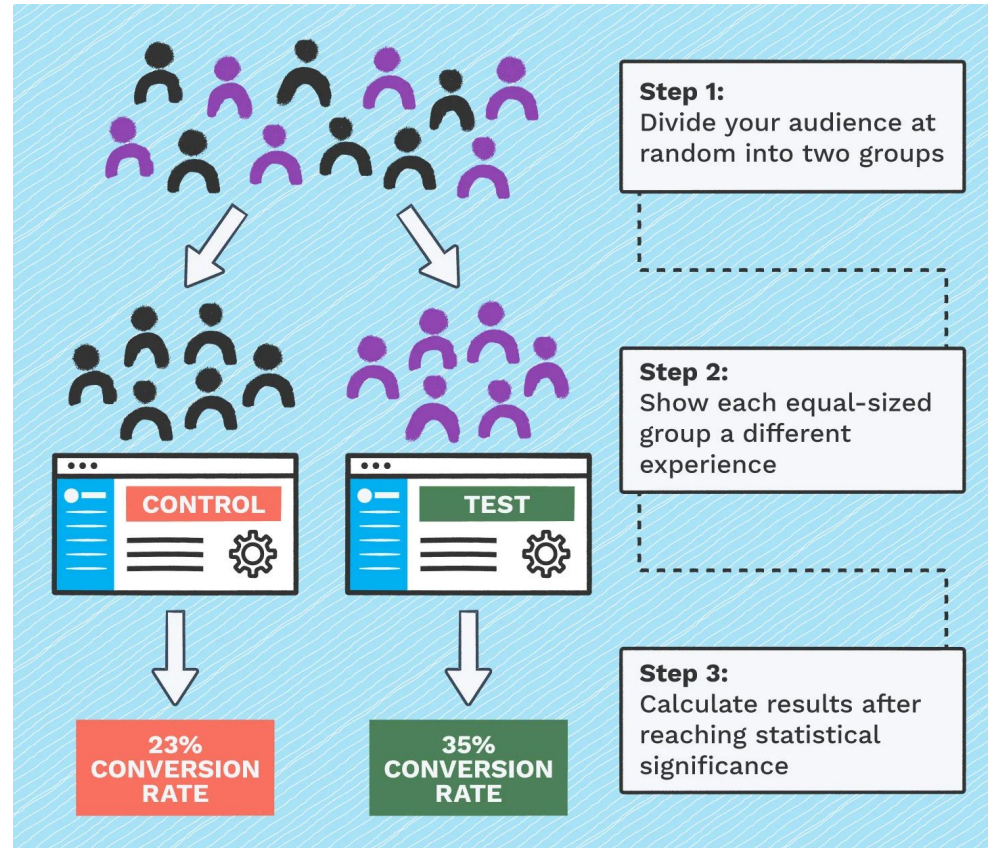 Step 1:
Divide your audience at
random into two groups
Step 2:
Show each equal-sized
group a different
experience
CONTROL
TEST
Step 3:
Calculate results after
reaching statistical
significance
23%
CONVERSION
RATE
35%
CONVERSION
RATE